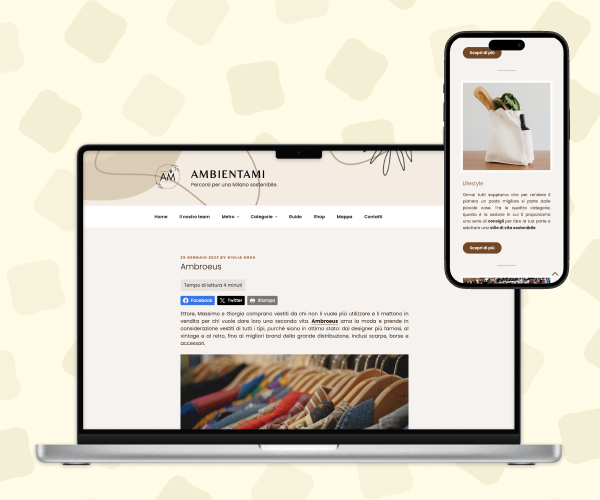 AM
AMBIENTAMI
Percorsi per una Milano sostenibile
Home Il nostro team Metro Categorie Guide Shop Mappa Contatti
20 GENNAIO 2023 BY GIULIA DOGA
Ambroeus
Tempo di lettura 4 minuti
Facebook Twitter Stampa
Ettore, Massimo e Giorgia comprano vestiti da chi non li vuole più utilizzare e li mettono in
vendita per chi vuole dare loro una seconda vita. Ambroeus ama la moda e prende in
considerazione vestiti di tutti i tipi, purché siano in ottimo stato: dai designer più famosi, al
vintage e al retro, fino ai migliori brand della grande distribuzione, inclusi scarpe, borse e
accessori.
Scopri di più
Lifestyle
Ormai tutti sappiamo che per rendere il
pianeta un posto migliore si parte dalle
piccole cose. Tra le quattro categorie,
questa è la sezione in cui ti proponiamo
una serie di consigli per fare la tua parte e
adottare uno stile di vita sostenibile.
Scopri di più